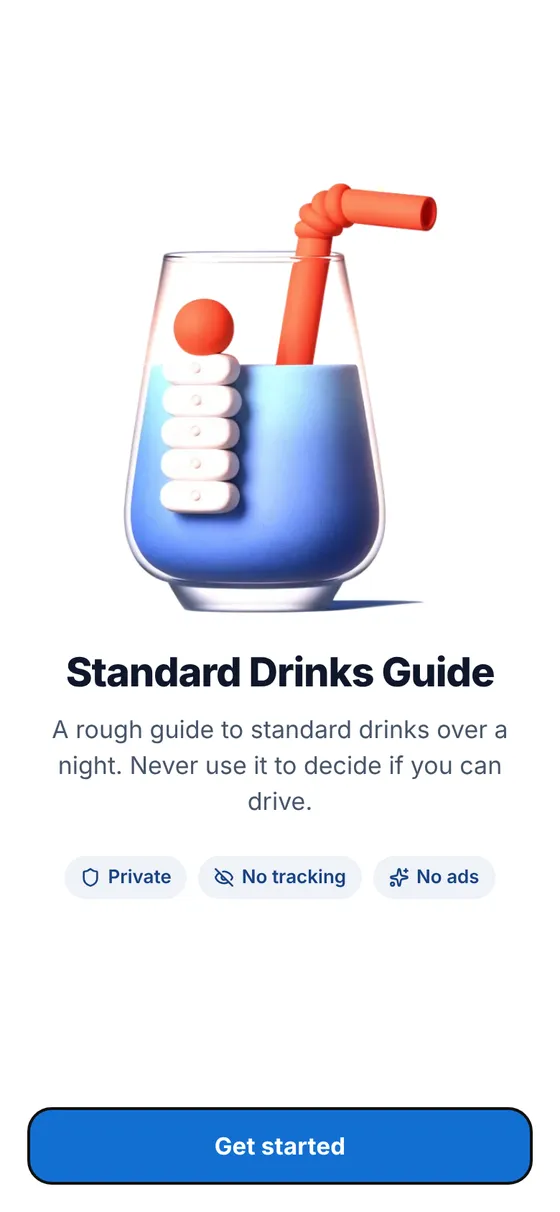 Standard Drinks Guide
A rough guide to standard drinks over a
night. Never use it to decide if you can
drive.
Private
No tracking
No ads
Get started